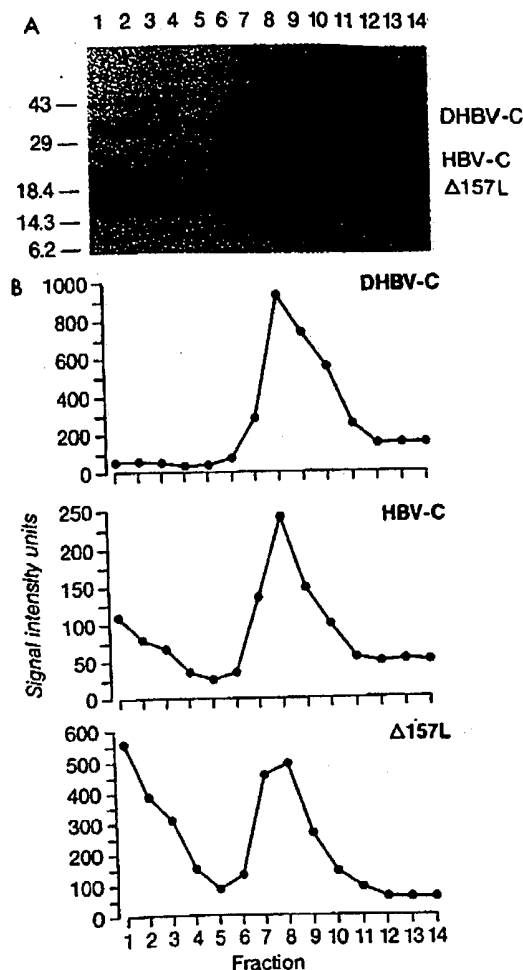 A 1 2 3 4 5 6 7 8 9 10 11 12 13 14
43
DHBV-C
29
HBV-C
18.4
Δ157L
14.3
6.2
B
DHBV-C
1000
800
600
400
200
0
HBV-C
250
200
150
100
50
0
Signal intensity units
Δ157L
600
500
400
300
200
100
0
1 2 3 4 5 6 7 8 9 10 11 12 13 14
Fraction